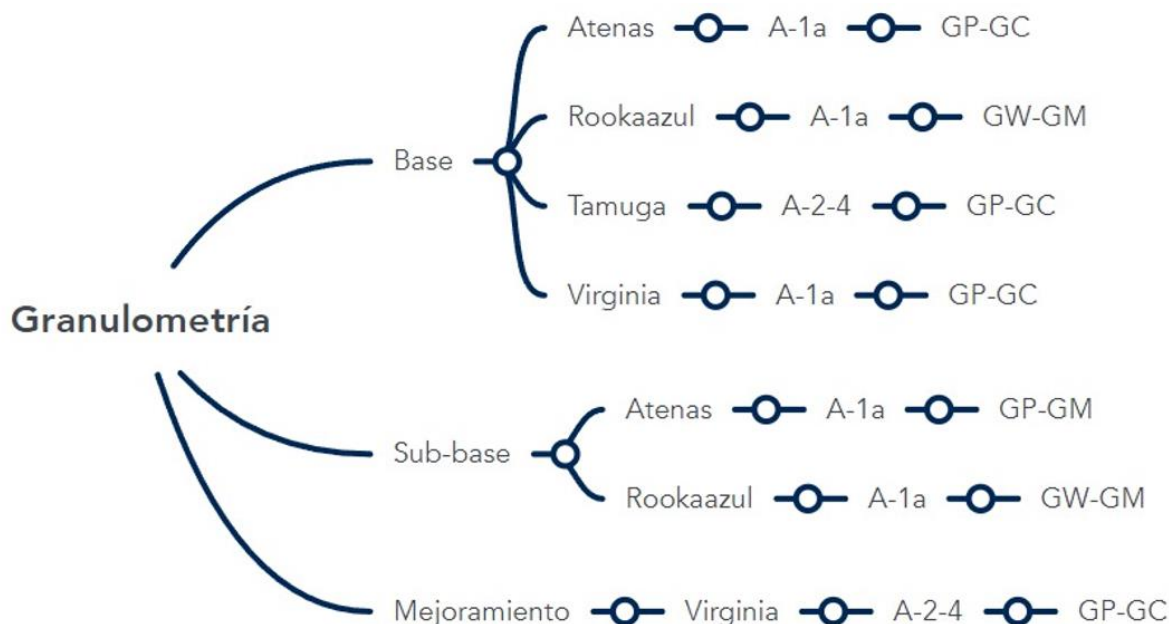 Atenas A-1a GP-GC
Rookaazul A-1a GW-GM
Base
Tamuga A-2-4 GP-GC
Virginia A-1a GP-GC
Granulometría
Atenas A-1a GP-GM
Sub-base
Rookaazul A-1a GW-GM
Mejoramiento Virginia A-2-4 GP-GC